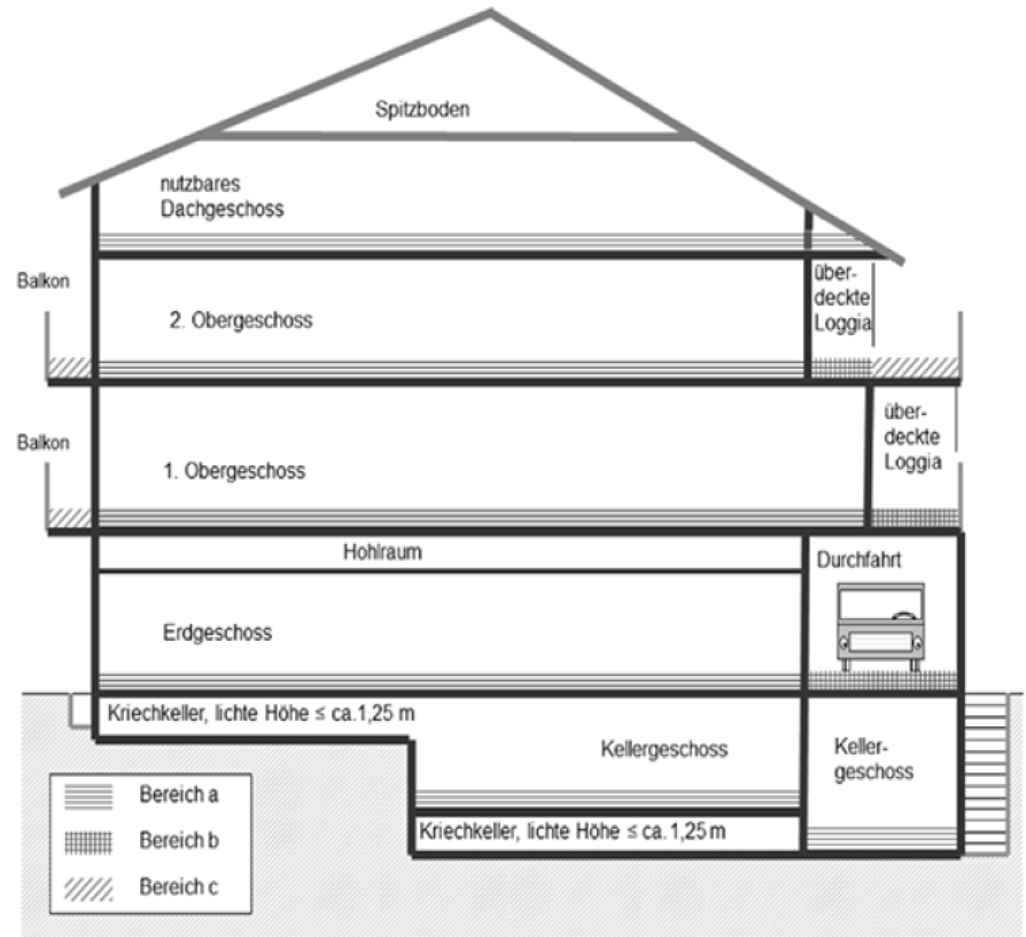 Spitzboden
nutzbares
Dachgeschoss
Balkon
2. Obergeschoss
über-
deckte
Loggia
Balkon
1. Obergeschoss
über-
deckte
Loggia
Hohlraum
Durchfahrt
Erdgeschoss
Kriechkeller, lichte Höhe ≤ ca.1,25 m
Kellergeschoss
Keller-
geschoss
Kriechkeller, lichte Höhe ≤ ca. 1,25 m
Bereich a
Bereich b
Bereich c